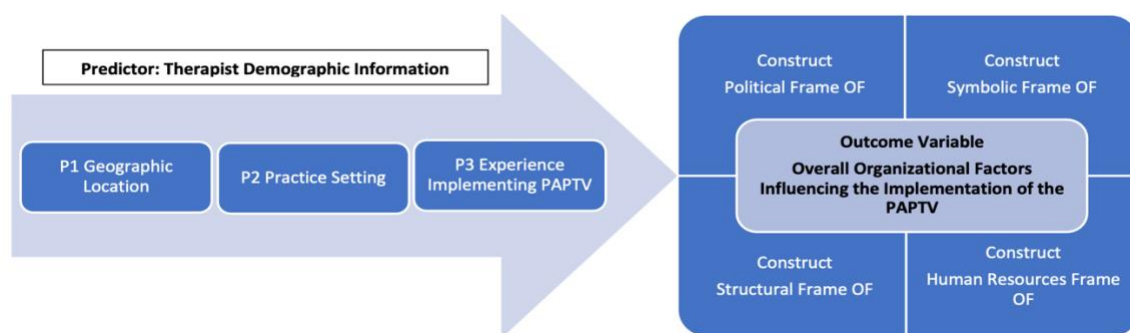 Predictor: Therapist Demographic Information
P1 Geographic
Location
P2 Practice Setting
P3 Experience
Implementing PAPTV
Construct
Political Frame OF
Construct
Symbolic Frame OF
Outcome Variable
Overall Organizational Factors
Influencing the Implementation of the
PAPTV
Construct
Structural Frame OF
Construct
Human Resources Frame
OF